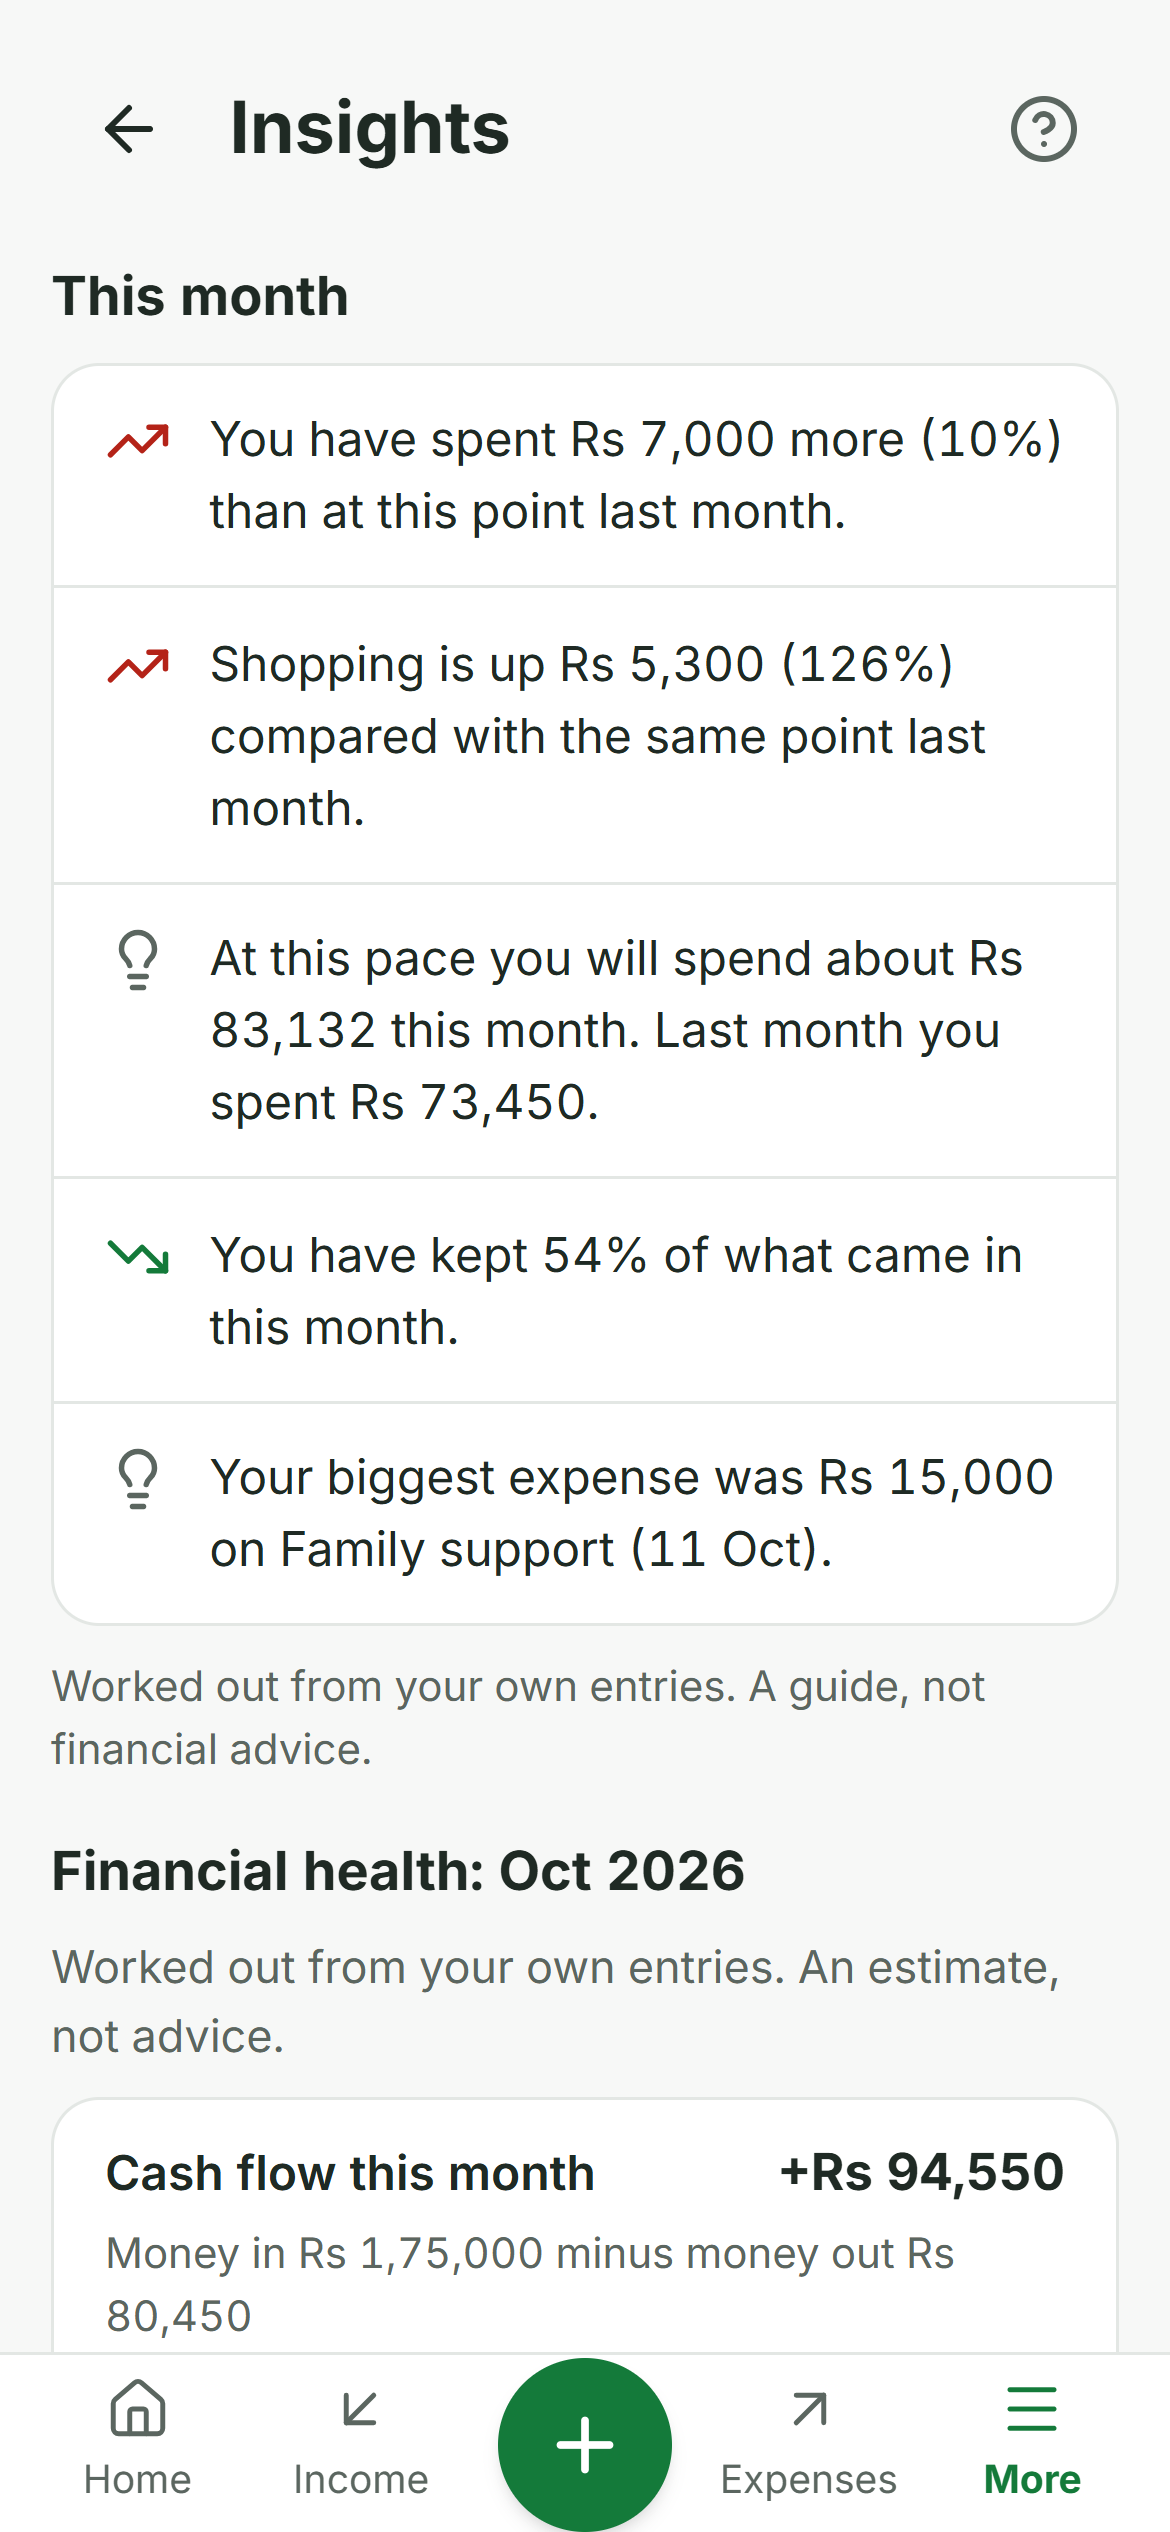 Insights
This month
You have spent Rs 7,000 more (10%)
than at this point last month.
Shopping is up Rs 5,300 (126%)
compared with the same point last
month.
At this pace you will spend about Rs
83,132 this month. Last month you
spent Rs 73,450.
You have kept 54% of what came in
this month.
Your biggest expense was Rs 15,000
on Family support (11 Oct).
Worked out from your own entries. A guide, not
financial advice.
Financial health: Oct 2026
Worked out from your own entries. An estimate,
not advice.
Cash flow this month +Rs 94,550
Money in Rs 1,75,000 minus money out Rs
80,450
Home Income Expenses More